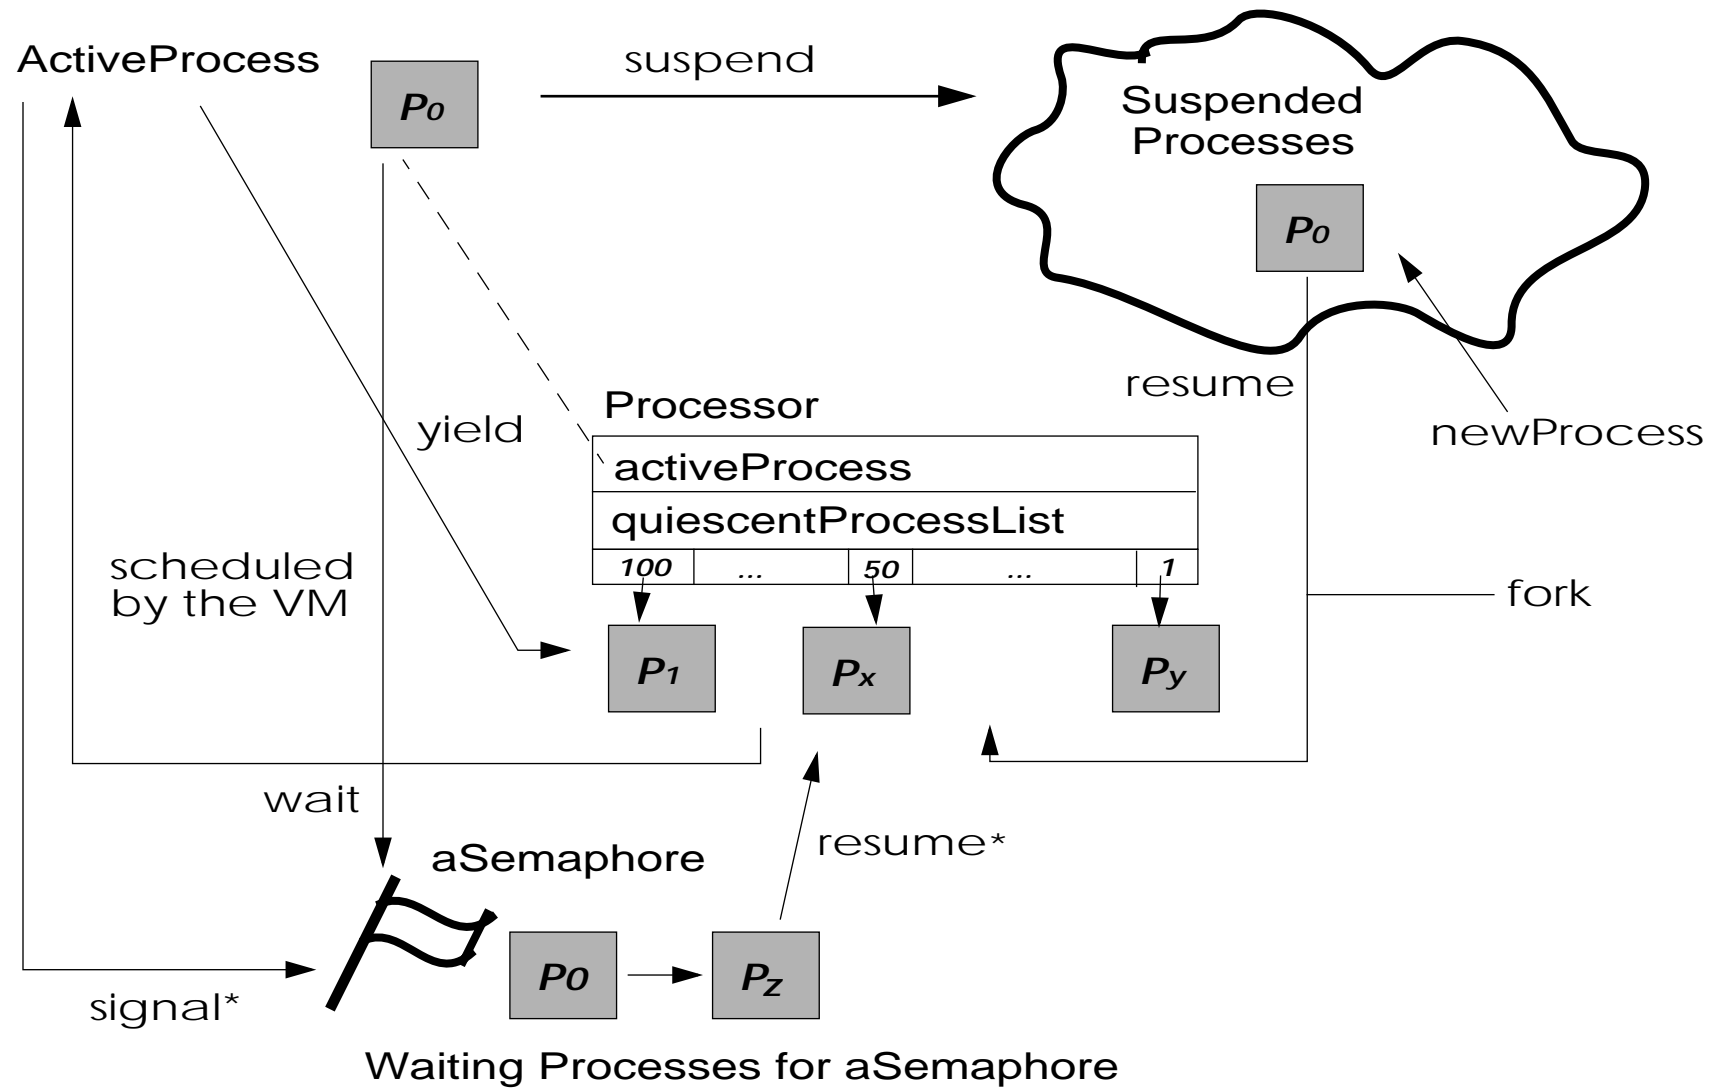 ActiveProcess
P0
suspend
Suspended
Processes
P0
resume
newProcess
Processor
yield
activeProcess
quiescentProcessList
100 ... 50 ... 1
scheduled
by the VM
fork
P1
Px
Py
wait
aSemaphore
resume*
P0
Pz
signal*
Waiting Processes for aSemaphore